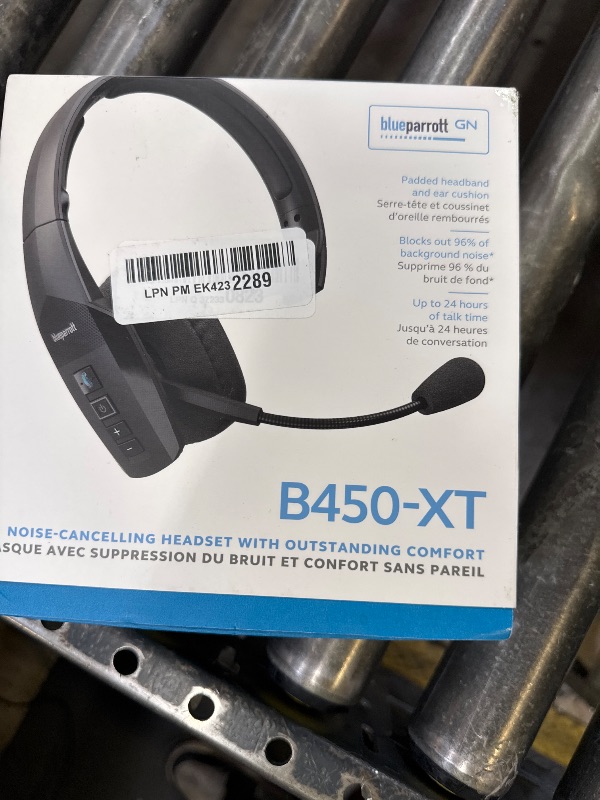 blueparrott GN
Padded headband
and ear cushion
Serre-tête et coussinet
d'oreille rembourrés
Blocks out 96% of
background noise*
Supprime 96 % du
bruit de fond*
Up to 24 hours
of talk time
Jusqu'à 24 heures
de conversation
LPN PM EK423 2289
blueparrott
B450-XT
NOISE-CANCELLING HEADSET WITH OUTSTANDING COMFORT
AVEC SUPPRESSION DU BRUIT ET CONFORT SANS PAREIL